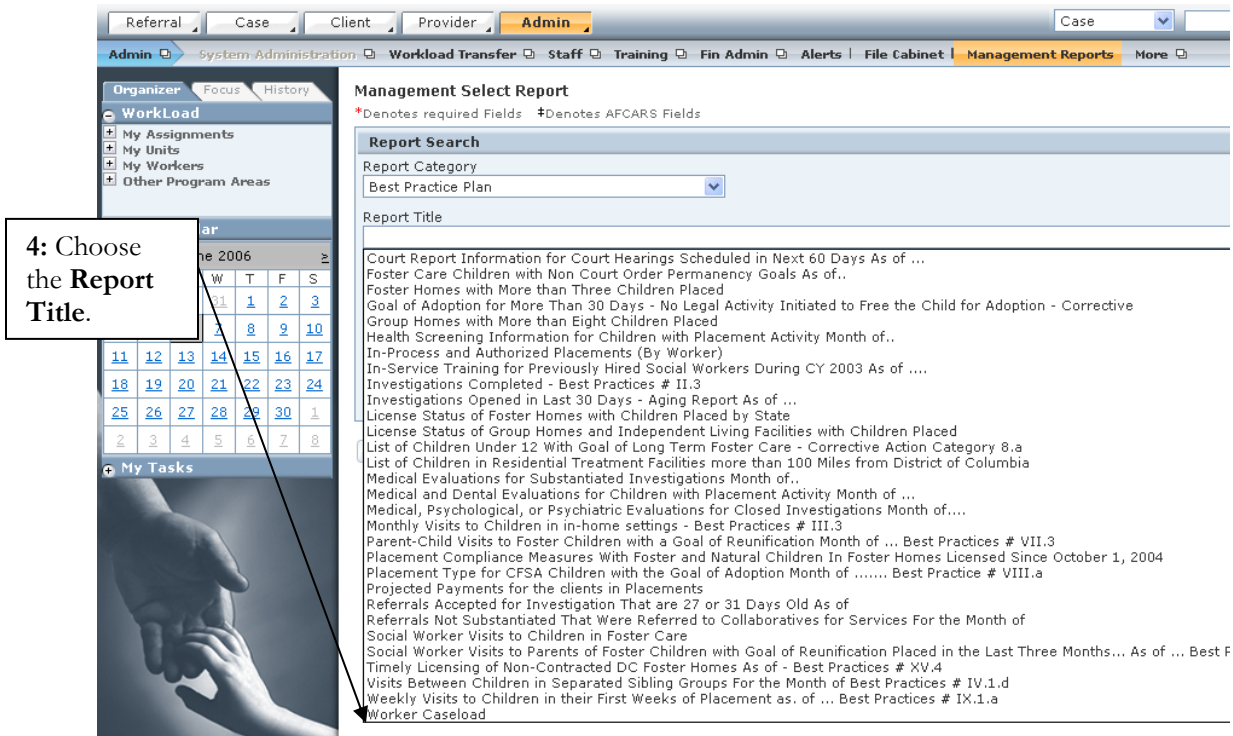 Referral Case Client Provider Admin Case
Admin System Administration Workload Transfer Staff Training Fin Admin Alerts | File Cabinet | Management Reports More
Organizer Focus History
WorkLoad
My Assignments
My Units
My Workers
Other Program Areas
ar
ne 2006 >
W T F S
31 1 2 3
7 8 9 10
11 12 13 14 15 16 17
18 19 20 21 22 23 24
25 26 27 28 29 30 1
2 3 4 5 6 7 8
My Tasks
4: Choose
the Report
Title.
Management Select Report
*Denotes required Fields ‡Denotes AFCARS Fields
Report Search
Report Category
Best Practice Plan
Report Title
Court Report Information for Court Hearings Scheduled in Next 60 Days As of ...
Foster Care Children with Non Court Order Permanency Goals As of..
Foster Homes with More than Three Children Placed
Goal of Adoption for More Than 30 Days - No Legal Activity Initiated to Free the Child for Adoption - Corrective
Group Homes with More than Eight Children Placed
Health Screening Information for Children with Placement Activity Month of..
In-Process and Authorized Placements (By Worker)
In-Service Training for Previously Hired Social Workers During CY 2003 As of ....
Investigations Completed - Best Practices # II.3
Investigations Opened in Last 30 Days - Aging Report As of ...
License Status of Foster Homes with Children Placed by State
License Status of Group Homes and Independent Living Facilities with Children Placed
List of Children Under 12 With Goal of Long Term Foster Care - Corrective Action Category 8.a
List of Children in Residential Treatment Facilities more than 100 Miles from District of Columbia
Medical Evaluations for Substantiated Investigations Month of..
Medical and Dental Evaluations for Children with Placement Activity Month of ...
Medical, Psychological, or Psychiatric Evaluations for Closed Investigations Month of....
Monthly Visits to Children in in-home settings - Best Practices # III.3
Parent-Child Visits to Foster Children with a Goal of Reunification Month of ... Best Practices # VII.3
Placement Compliance Measures With Foster and Natural Children In Foster Homes Licensed Since October 1, 2004
Placement Type for CFSA Children with the Goal of Adoption Month of ....... Best Practice # VIII.a
Projected Payments for the clients in Placements
Referrals Accepted for Investigation That are 27 or 31 Days Old As of
Referrals Not Substantiated That Were Referred to Collaboratives for Services For the Month of
Social Worker Visits to Children in Foster Care
Social Worker Visits to Parents of Foster Children with Goal of Reunification Placed in the Last Three Months... As of ... Best F
Timely Licensing of Non-Contracted DC Foster Homes As of - Best Practices # XV.4
Visits Between Children in Separated Sibling Groups For the Month of Best Practices # IV.1.d
Weekly Visits to Children in their First Weeks of Placement as. of ... Best Practices # IX.1.a
Worker Caseload